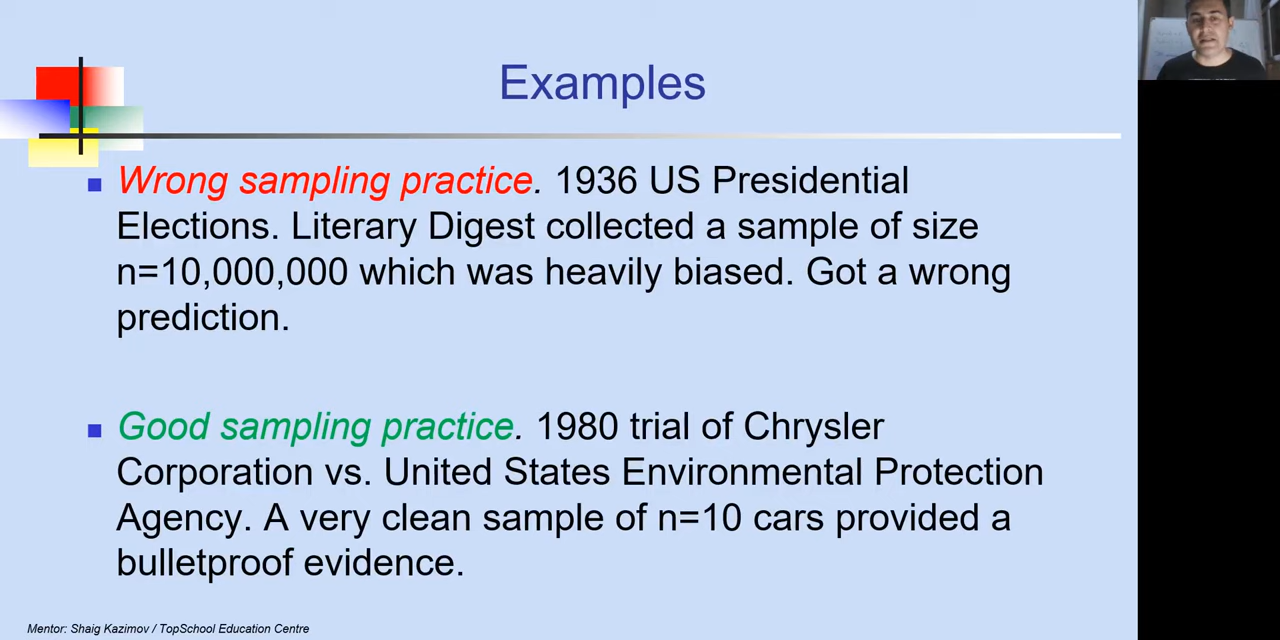 Examples
Wrong sampling practice. 1936 US Presidential
Elections. Literary Digest collected a sample of size
n=10,000,000 which was heavily biased. Got a wrong
prediction.
Good sampling practice. 1980 trial of Chrysler
Corporation vs. United States Environmental Protection
Agency. A very clean sample of n=10 cars provided a
bulletproof evidence.
Mentor: Shaig Kazimov / TopSchool Education Centre